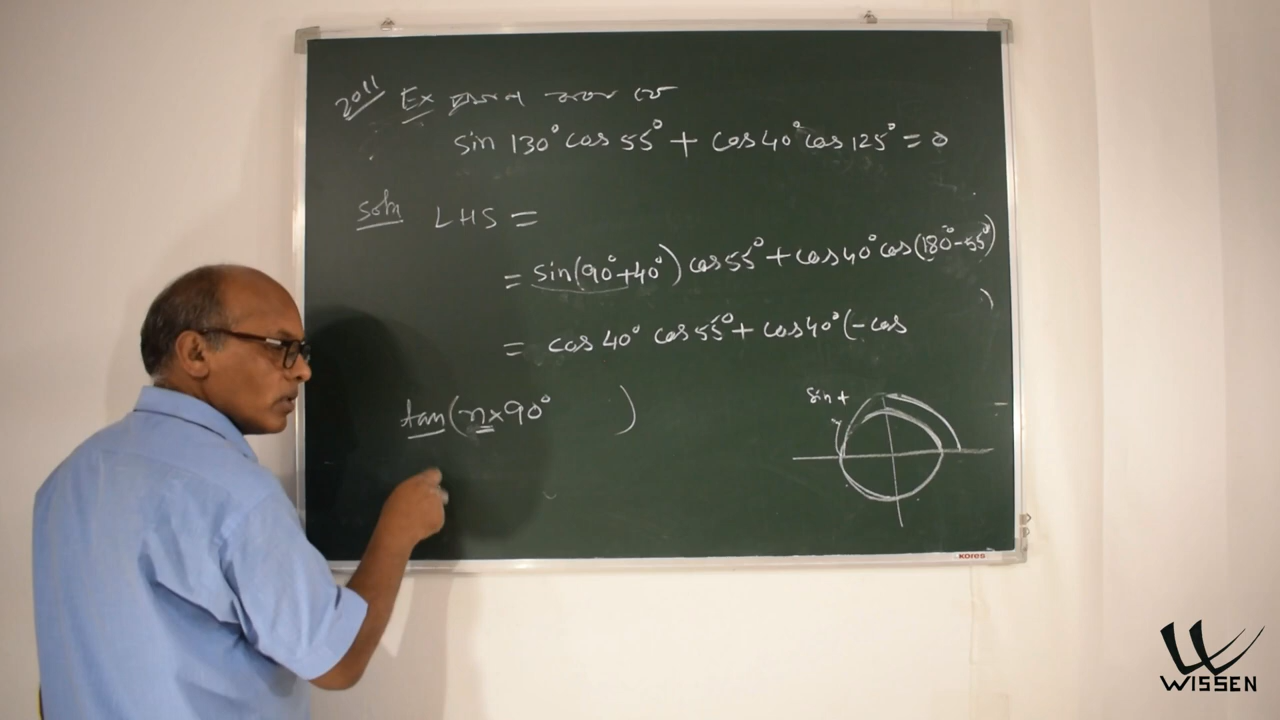 2011 Ex প্রমাণ কর যে
sin 130° cos 55° + cos 40° cos 125° = 0
Soln LHS =
= sin(90°+40°) cos 55° + cos 40° cos(180°-55°)
= cos 40° cos 55° + cos 40° (-cos )
tan(n×90° )
sin +
KORES
WISSEN